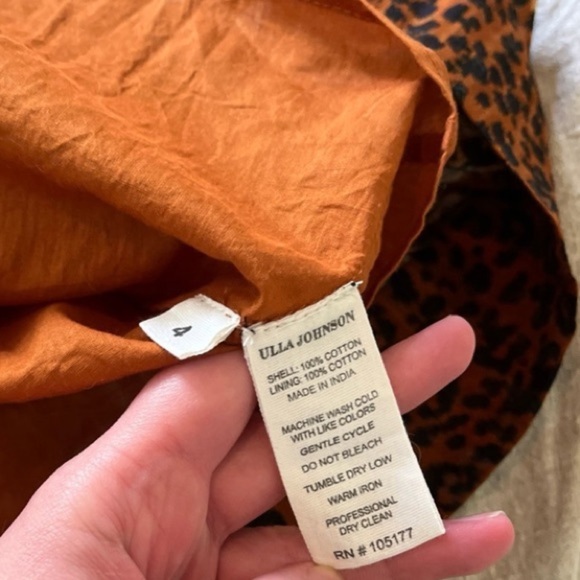 4
ULLA JOHNSON
SHELL: 100% COTTON
LINING: 100% COTTON
MADE IN INDIA
MACHINE WASH COLD
WITH LIKE COLORS
GENTLE CYCLE
DO NOT BLEACH
TUMBLE DRY LOW
WARM IRON
PROFESSIONAL
DRY CLEAN
RN # 105177